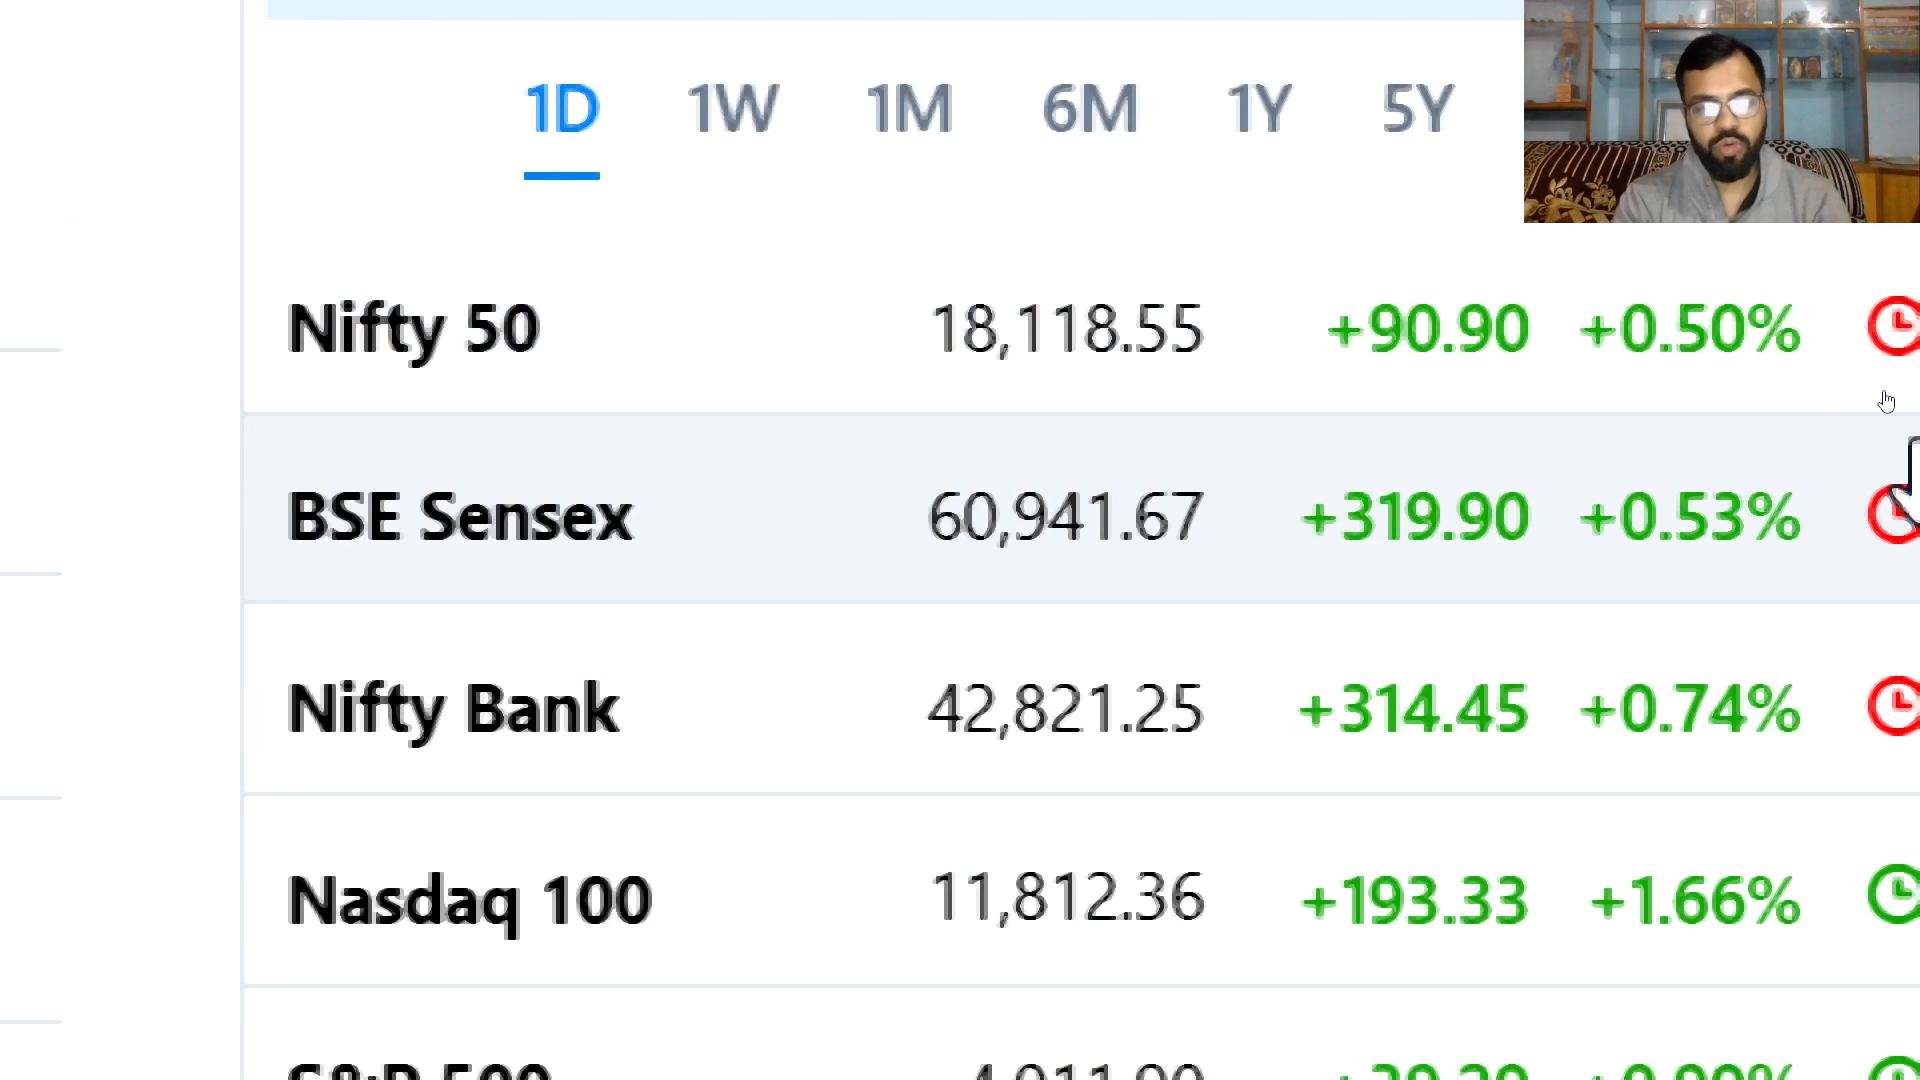 1D 1W 1M 6M 1Y 5Y
Nifty 50 18,118.55 +90.90 +0.50%
BSE Sensex 60,941.67 +319.90 +0.53%
Nifty Bank 42,821.25 +314.45 +0.74%
Nasdaq 100 11,812.36 +193.33 +1.66%
S&P 500